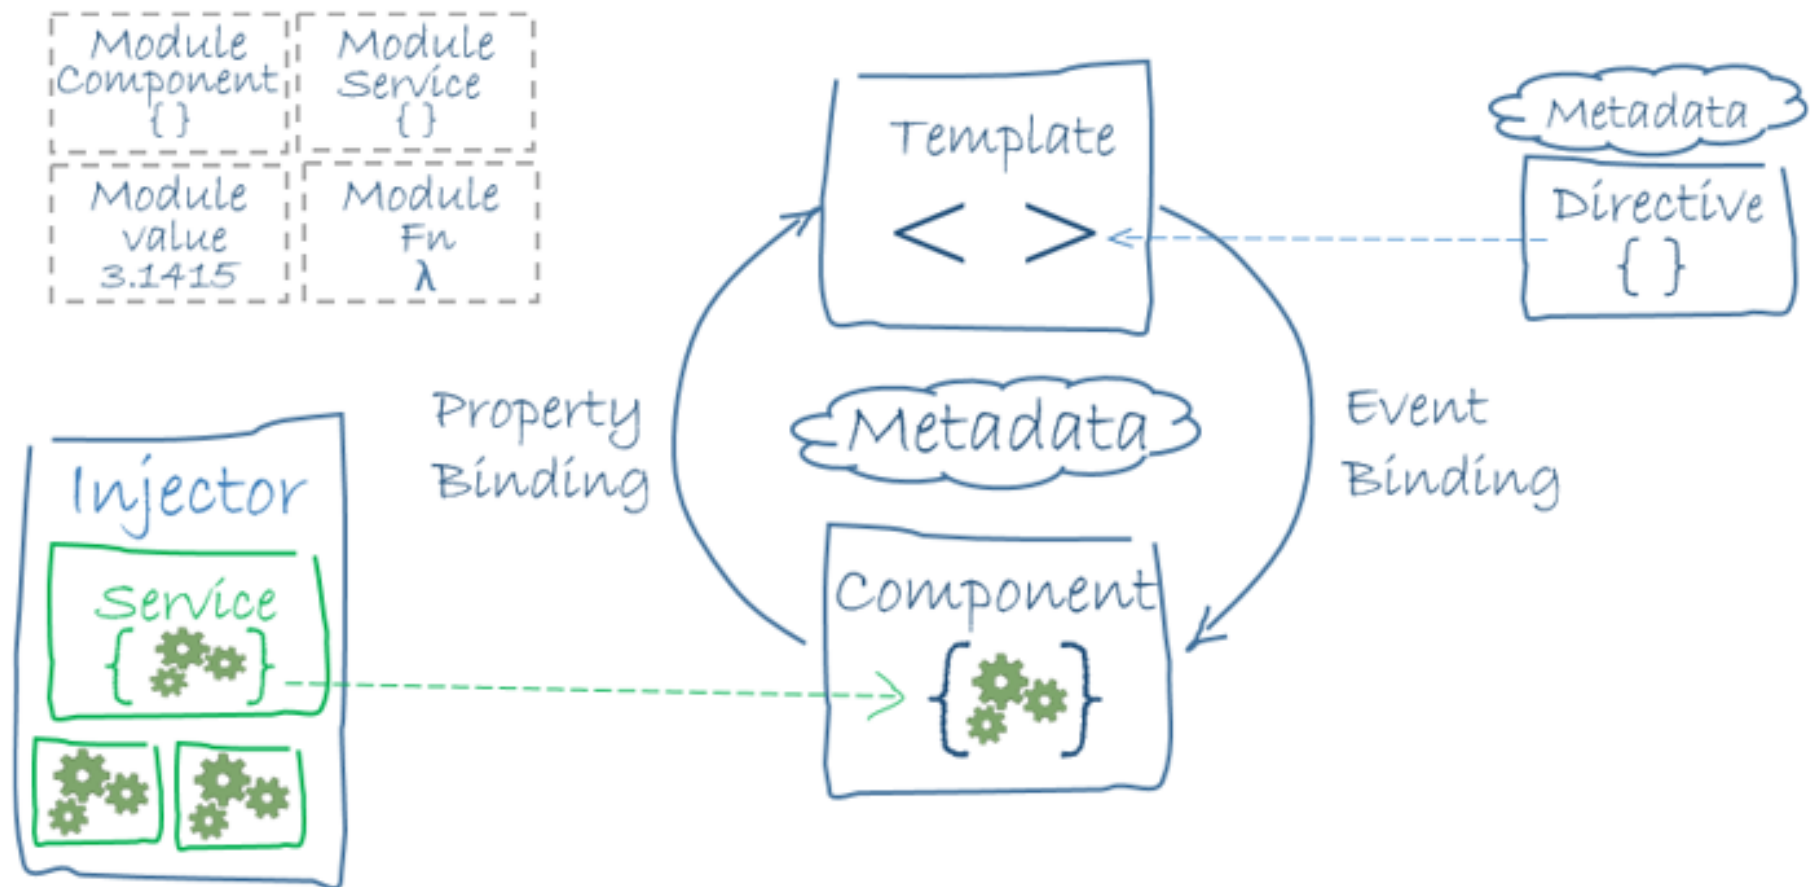 Module
Component
{ }
Module
Service
{ }
Module
value
3.1415
Module
Fn
λ
Template
< >
Metadata
Directive
{ }
Property
Binding
Metadata
Event
Binding
Injector
Service
{ }
Component
{ }